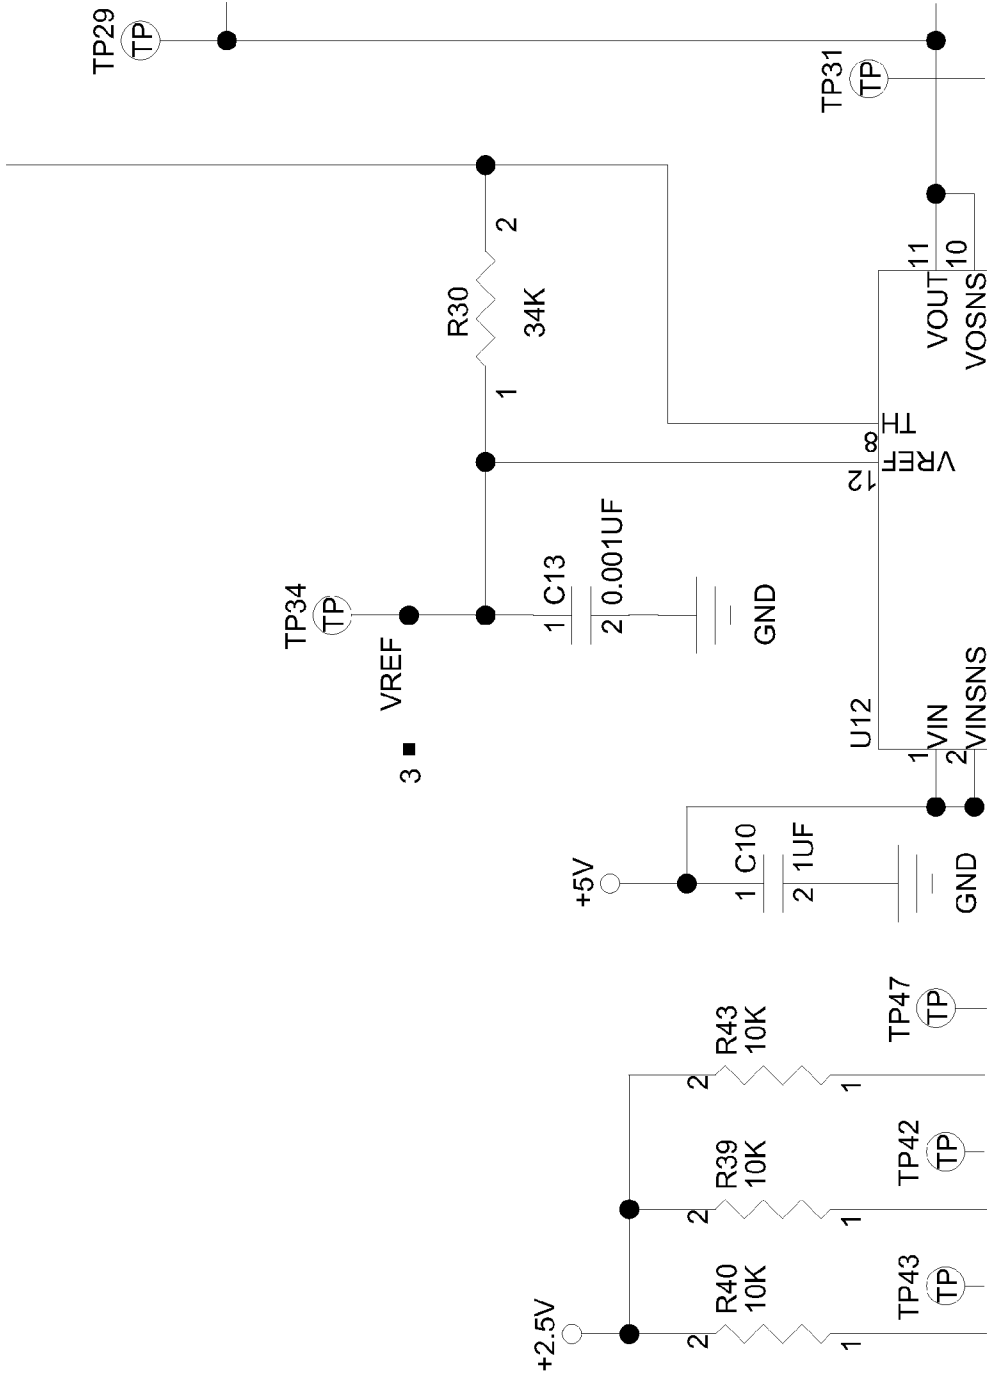 TP29
TP
TP31
TP
2
R30
34K
1
11
10
VOUT
VOSNS
8
TH
12
VREF
TP34
TP
VREF
3
1
C13
2
0.001UF
GND
U12
1
VIN
2
VINSNS
+5V
1
C10
2
1UF
GND
TP47
TP
2
R43
10K
1
TP42
TP
2
R39
10K
1
TP43
TP
2
R40
10K
1
+2.5V